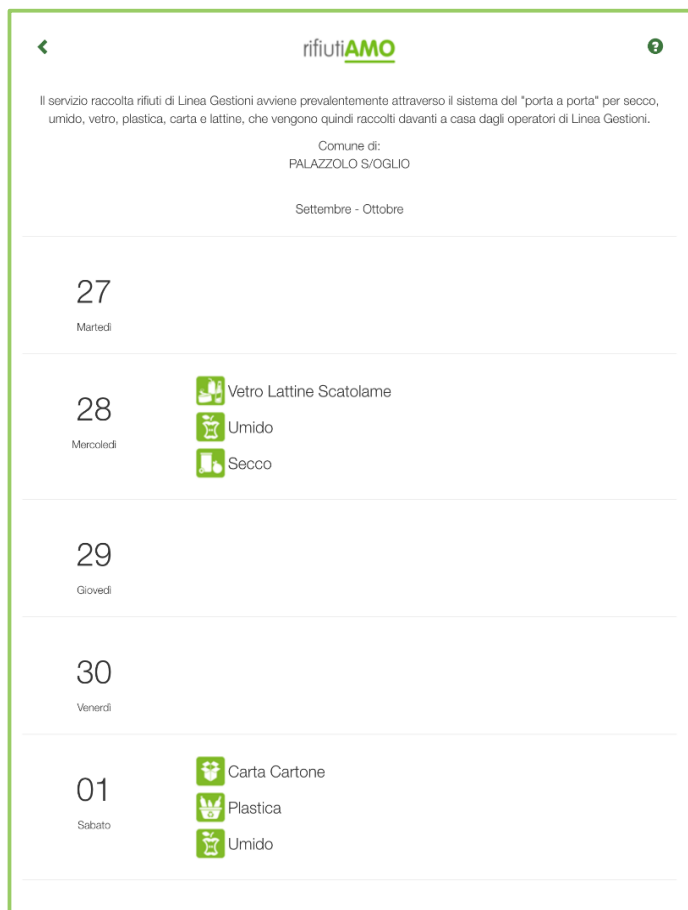 rifiutiAMO
Il servizio raccolta rifiuti di Linea Gestioni avviene prevalentemente attraverso il sistema del "porta a porta" per secco,
umido, vetro, plastica, carta e lattine, che vengono quindi raccolti davanti a casa dagli operatori di Linea Gestioni.
Comune di:
PALAZZOLO S/OGLIO
Settembre - Ottobre
27
Martedì
28
Mercoledì
Vetro Lattine Scatolame
Umido
Secco
29
Giovedì
30
Venerdì
01
Sabato
Carta Cartone
Plastica
Umido